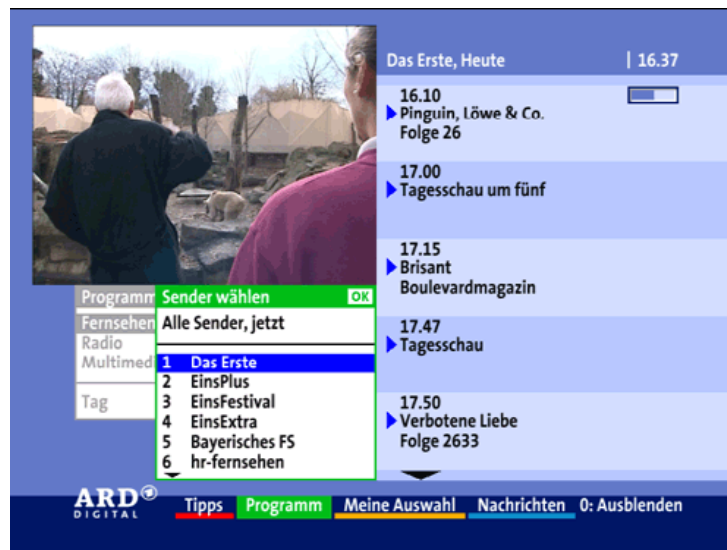 Das Erste, Heute | 16.37
16.10
Pinguin, Löwe & Co.
Folge 26
17.00
Tagesschau um fünf
17.15
Brisant
Boulevardmagazin
17.47
Tagesschau
17.50
Verbotene Liebe
Folge 2633
Programm
Fernsehen
Radio
Multimed
Tag
Sender wählen OK
Alle Sender, jetzt
1 Das Erste
2 EinsPlus
3 EinsFestival
4 EinsExtra
5 Bayerisches FS
6 hr-fernsehen
ARD 1
DIGITAL
Tipps Programm Meine Auswahl Nachrichten 0: Ausblenden